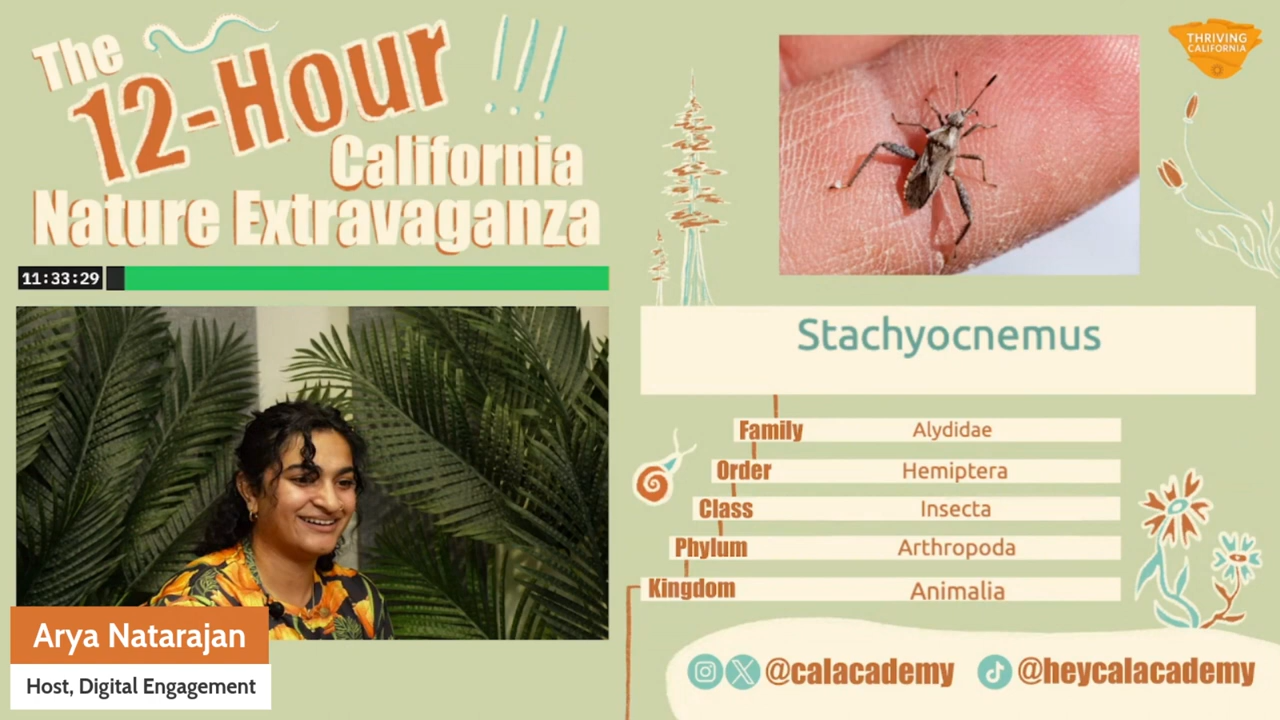 The
12-Hour
!!!
California
Nature Extravaganza
11:33:29
Arya Natarajan
Host, Digital Engagement
THRIVING
CALIFORNIA
Stachyocnemus
Family Alydidae
Order Hemiptera
Class Insecta
Phylum Arthropoda
Kingdom Animalia
@calacademy @heycalacademy